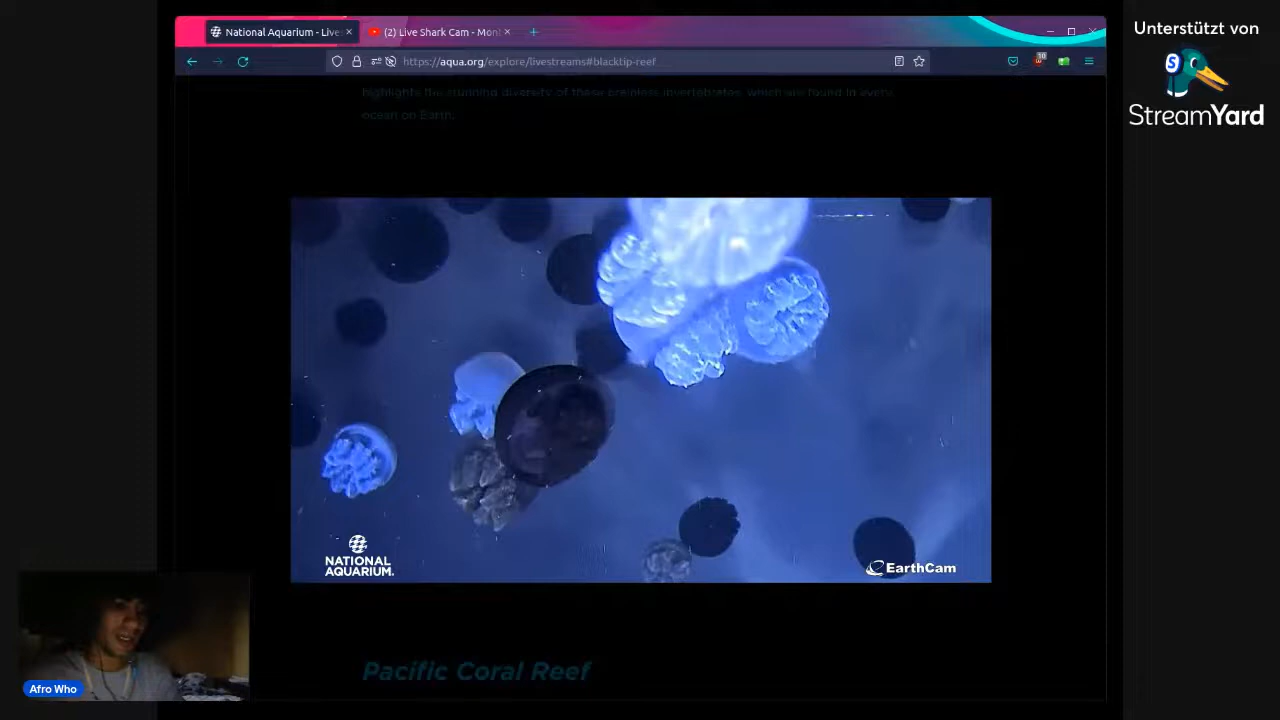 National Aquarium - Live
(2) Live Shark Cam - Mont
Unterstützt von
StreamYard
https://aqua.org/explore/livestreams#blacktip-reef
highlights the stunning diversity of these brainless invertebrates, which are found in every
ocean on Earth.
NATIONAL
AQUARIUM.
EarthCam
Pacific Coral Reef
Afro Who